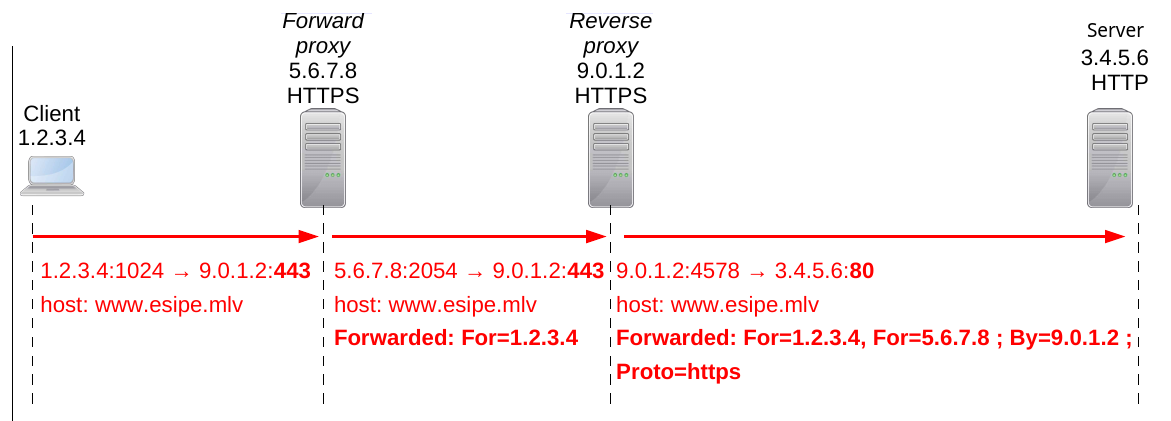 Forward
proxy
5.6.7.8
HTTPS
Reverse
proxy
9.0.1.2
HTTPS
Server
3.4.5.6
HTTP
Client
1.2.3.4
1.2.3.4:1024 → 9.0.1.2:443
host: www.esipe.mlv
5.6.7.8:2054 → 9.0.1.2:443
host: www.esipe.mlv
Forwarded: For=1.2.3.4
9.0.1.2:4578 → 3.4.5.6:80
host: www.esipe.mlv
Forwarded: For=1.2.3.4, For=5.6.7.8 ; By=9.0.1.2 ;
Proto=https